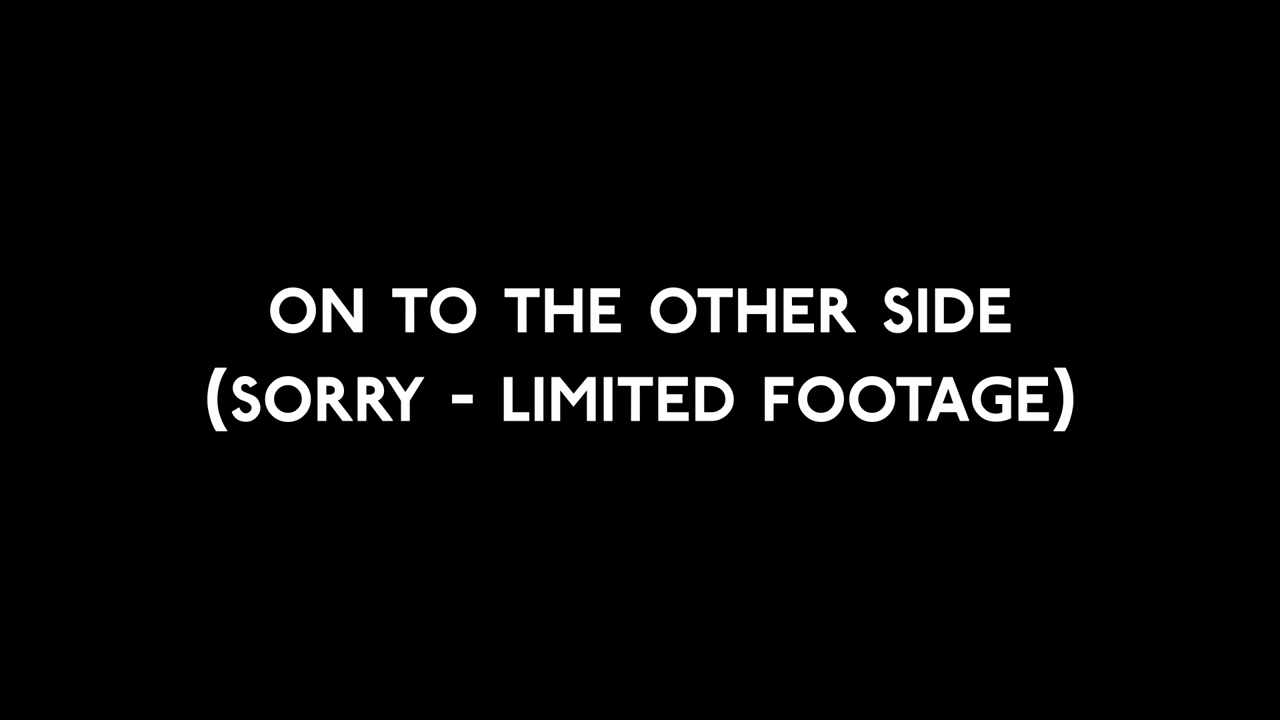 ON TO THE OTHER SIDE
(SORRY - LIMITED FOOTAGE)